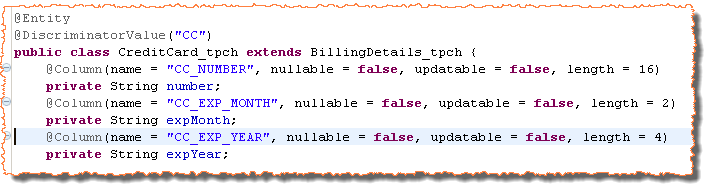 @Entity
@DiscriminatorValue("CC")
public class CreditCard_tpch extends BillingDetails_tpch {
@Column(name = "CC_NUMBER", nullable = false, updatable = false, length = 16)
private String number;
@Column(name = "CC_EXP_MONTH", nullable = false, updatable = false, length = 2)
private String expMonth;
@Column(name = "CC_EXP_YEAR", nullable = false, updatable = false, length = 4)
private String expYear;